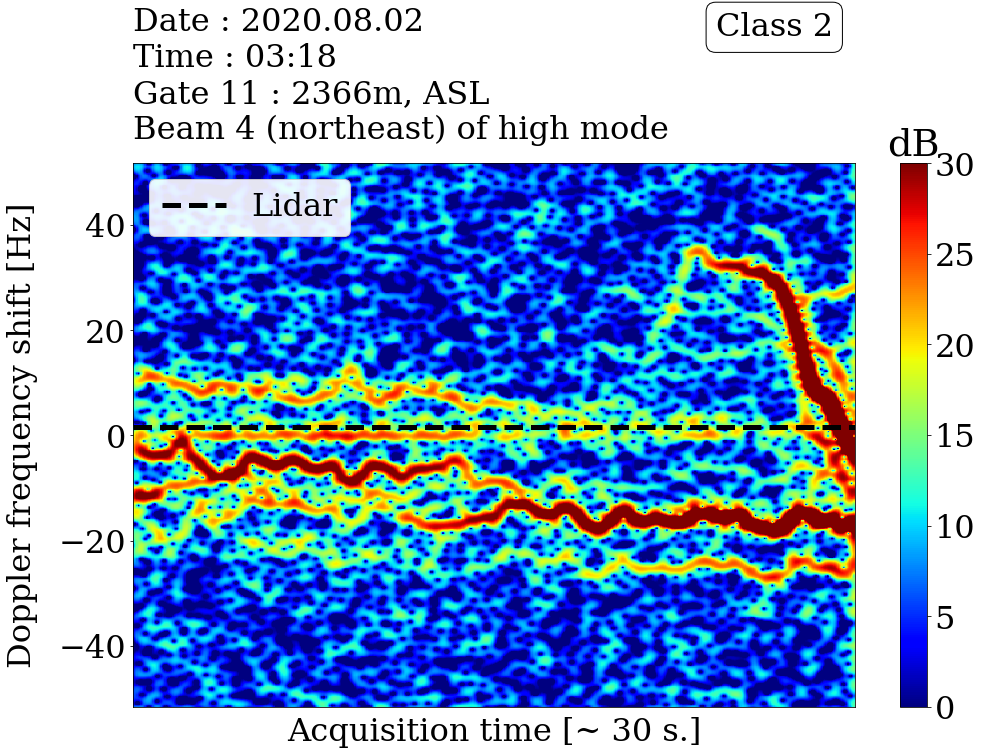 Date : 2020.08.02
Time : 03:18
Gate 11 : 2366m, ASL
Beam 4 (northeast) of high mode
Class 2
dB
Lidar
Doppler frequency shift [Hz]
40
20
0
−20
−40
30
25
20
15
10
5
0
Acquisition time [~ 30 s.]